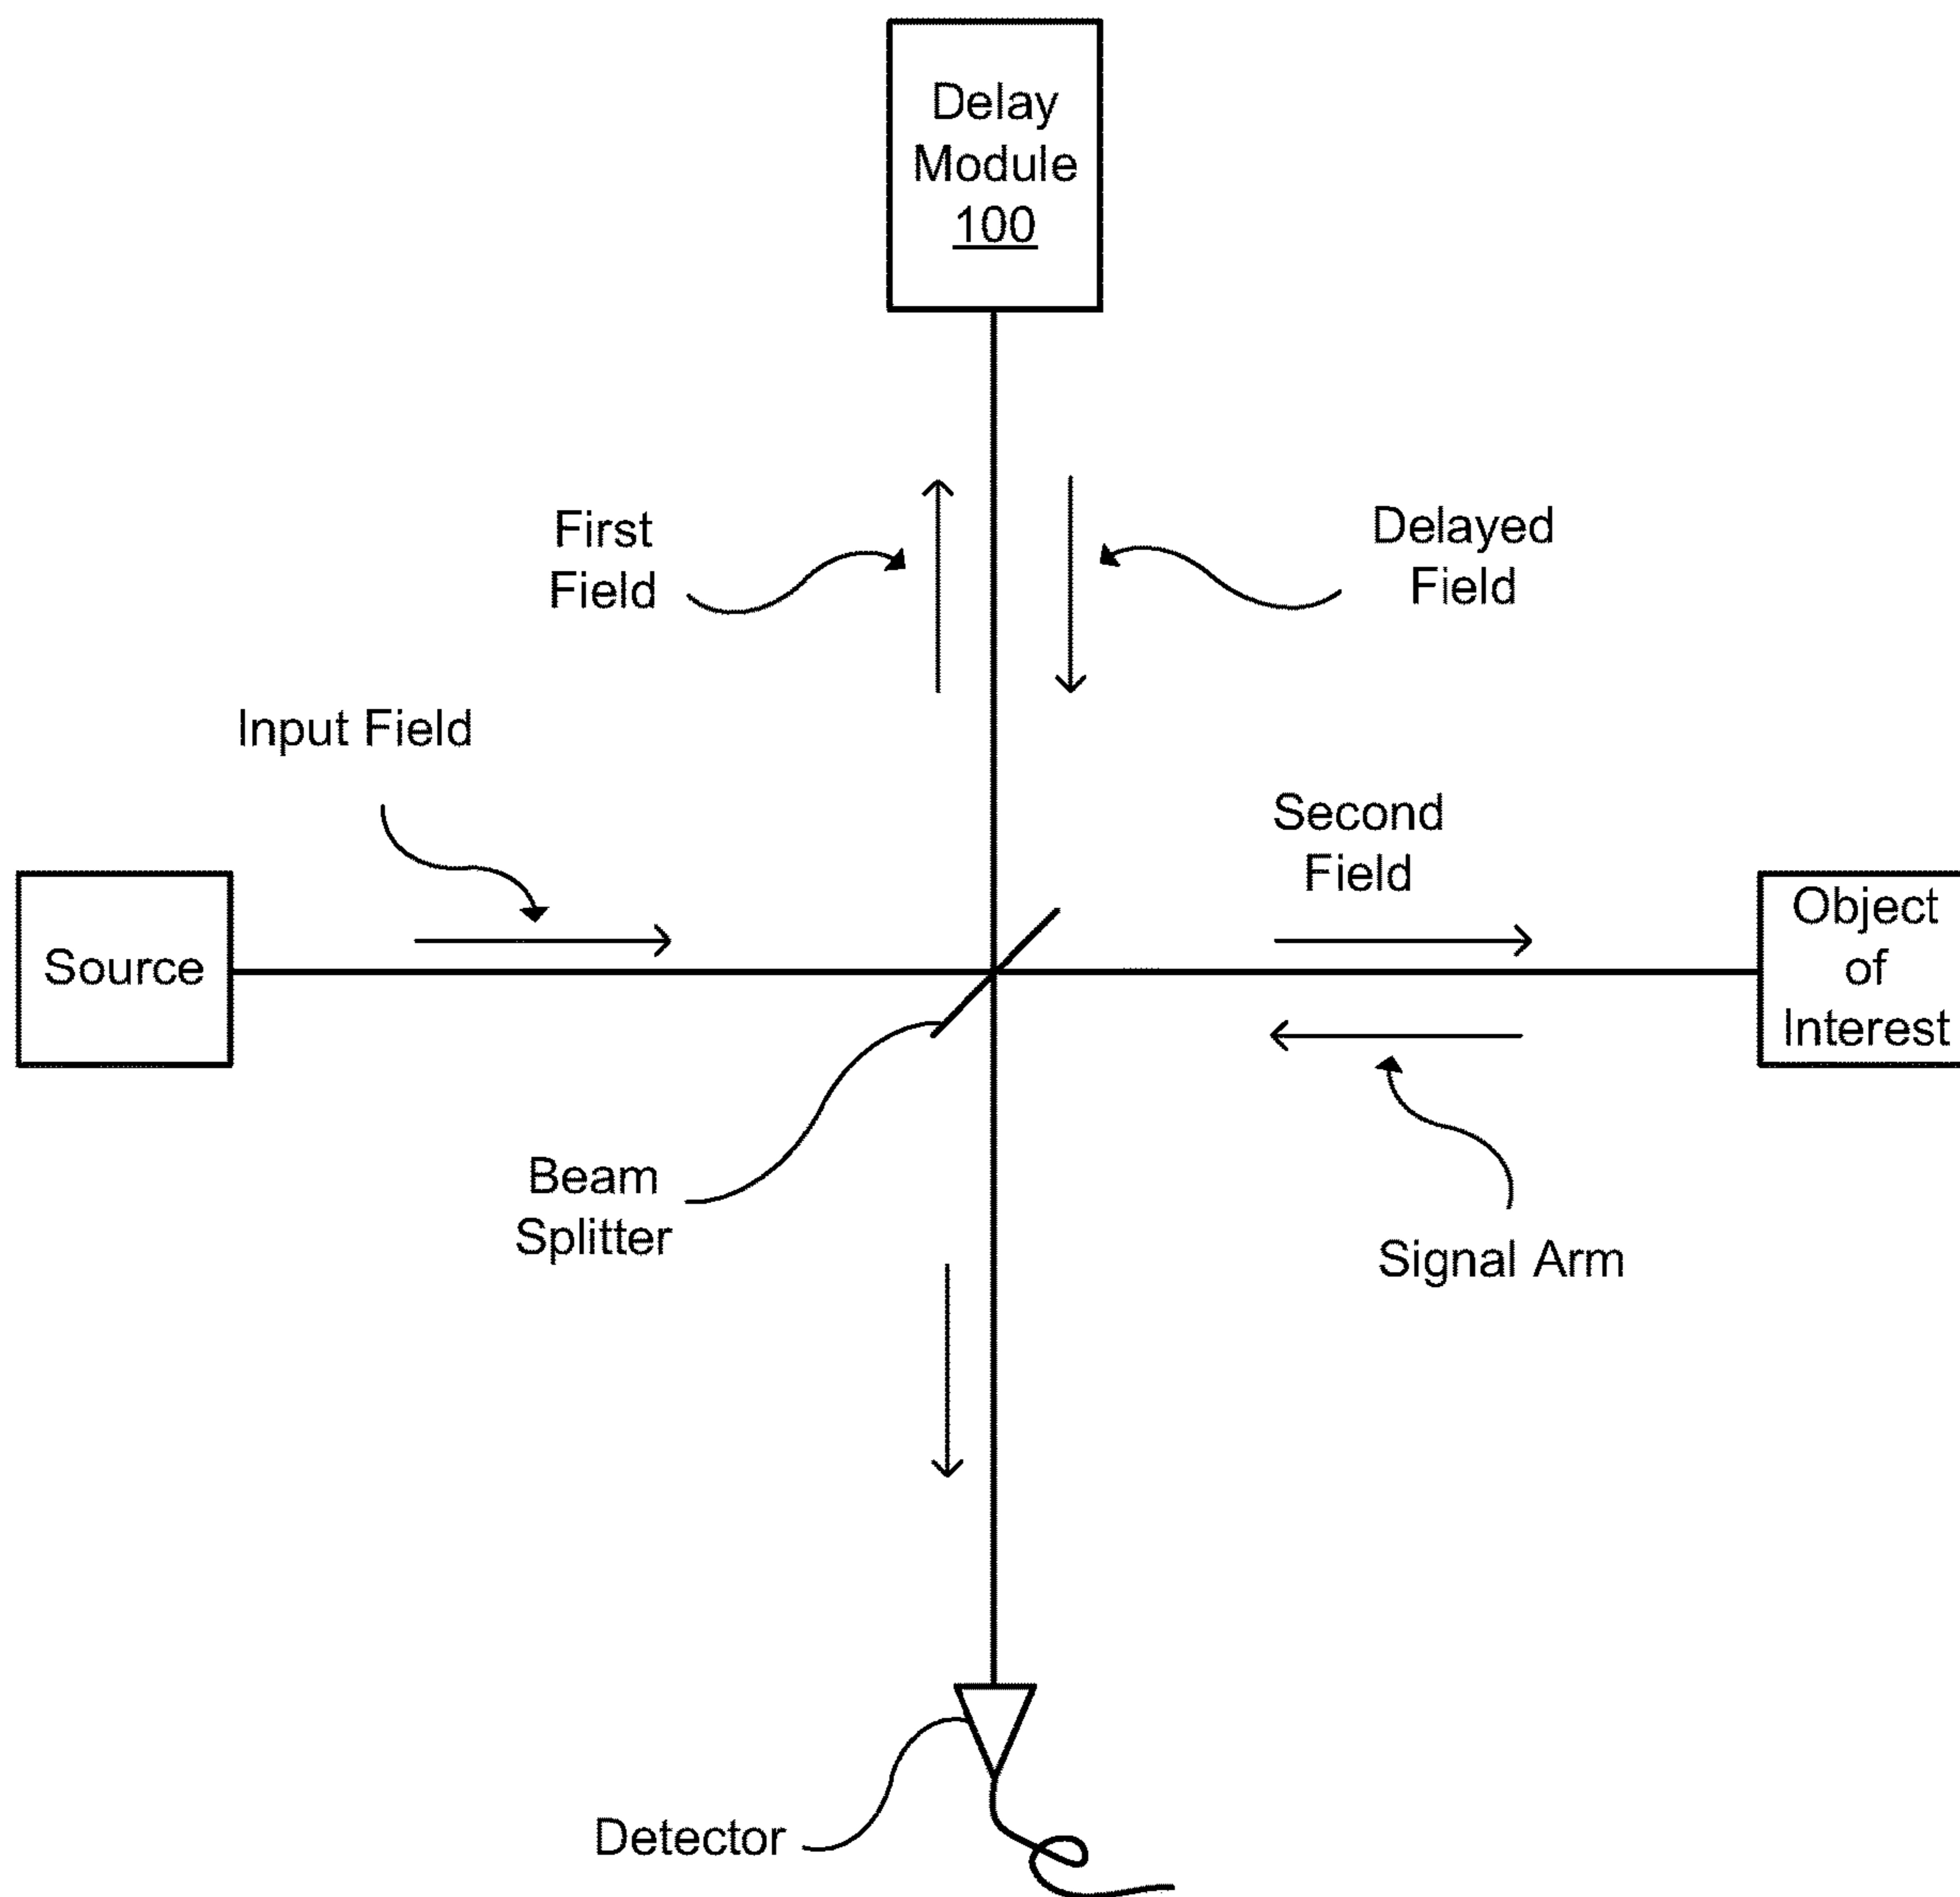 Delay
Module
100
First
Field
Delayed
Field
Input Field
Second
Field
Source
Object
of
Interest
Beam
Splitter
Signal Arm
Detector